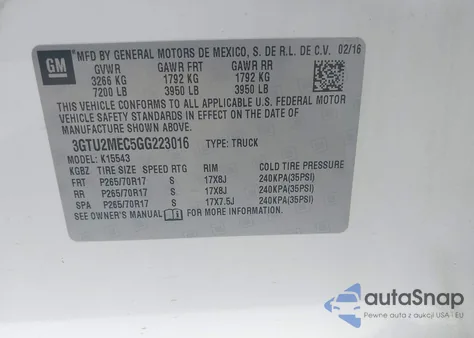 GM
MFD BY GENERAL MOTORS DE MEXICO, S. DE R.L. DE C.V. 02/16
GVWR GAWR FRT GAWR RR
3266 KG 1792 KG 1792 KG
7200 LB 3950 LB 3950 LB
THIS VEHICLE CONFORMS TO ALL APPLICABLE U.S. FEDERAL MOTOR
VEHICLE SAFETY STANDARDS IN EFFECT ON THE DATE OF
MANUFACTURE SHOWN ABOVE.
3GTU2MEC5GG223016 TYPE: TRUCK
MODEL: K15543
KGBZ TIRE SIZE SPEED RTG RIM COLD TIRE PRESSURE
FRT P265/70R17 S 17X8J 240KPA(35PSI)
RR P265/70R17 S 17X8J 240KPA(35PSI)
SPA P265/70R17 S 17X7.5J 240KPA(35PSI)
SEE OWNER'S MANUAL FOR MORE INFORMATION.
autoSnap
Pewne auta z aukcji USA i EU